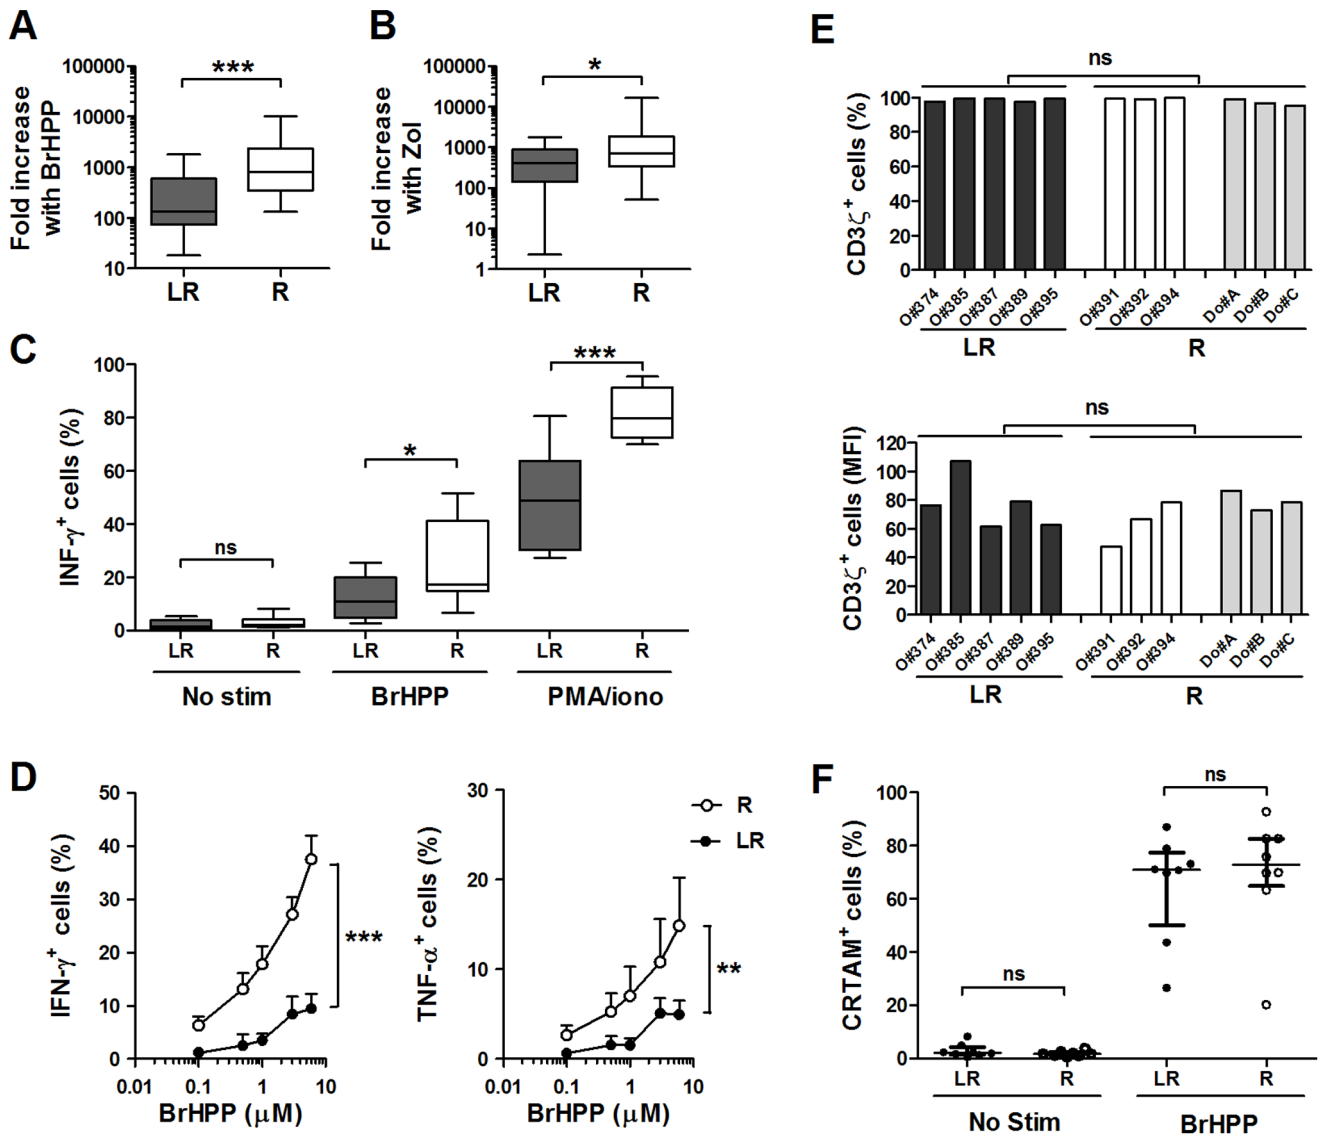 A
Fold increase
with BrHPP
100000
10000
1000
100
10
***
LR R
B
Fold increase
with Zol
100000
10000
1000
100
10
1
*
LR R
C
INF-γ+ cells (%)
100
80
60
40
20
0
ns
*
***
LR R LR R LR R
No stim BrHPP PMA/iono
D
IFN-γ+ cells (%)
50
40
30
20
10
0
***
0.01 0.1 1 10
BrHPP (μM)
TNF-α+ cells (%)
30
20
10
0
R
LR
**
0.01 0.1 1 10
BrHPP (μM)
E
CD3ζ+ cells (%)
100
80
60
40
20
0
ns
O#374 O#385 O#387 O#389 O#395 O#391 O#392 O#394 Do#A Do#B Do#C
LR R
CD3ζ+ cells (MFI)
120
100
80
60
40
20
0
ns
O#374 O#385 O#387 O#389 O#395 O#391 O#392 O#394 Do#A Do#B Do#C
LR R
F
CRTAM+ cells (%)
100
80
60
40
20
0
ns
ns
LR R LR R
No Stim BrHPP